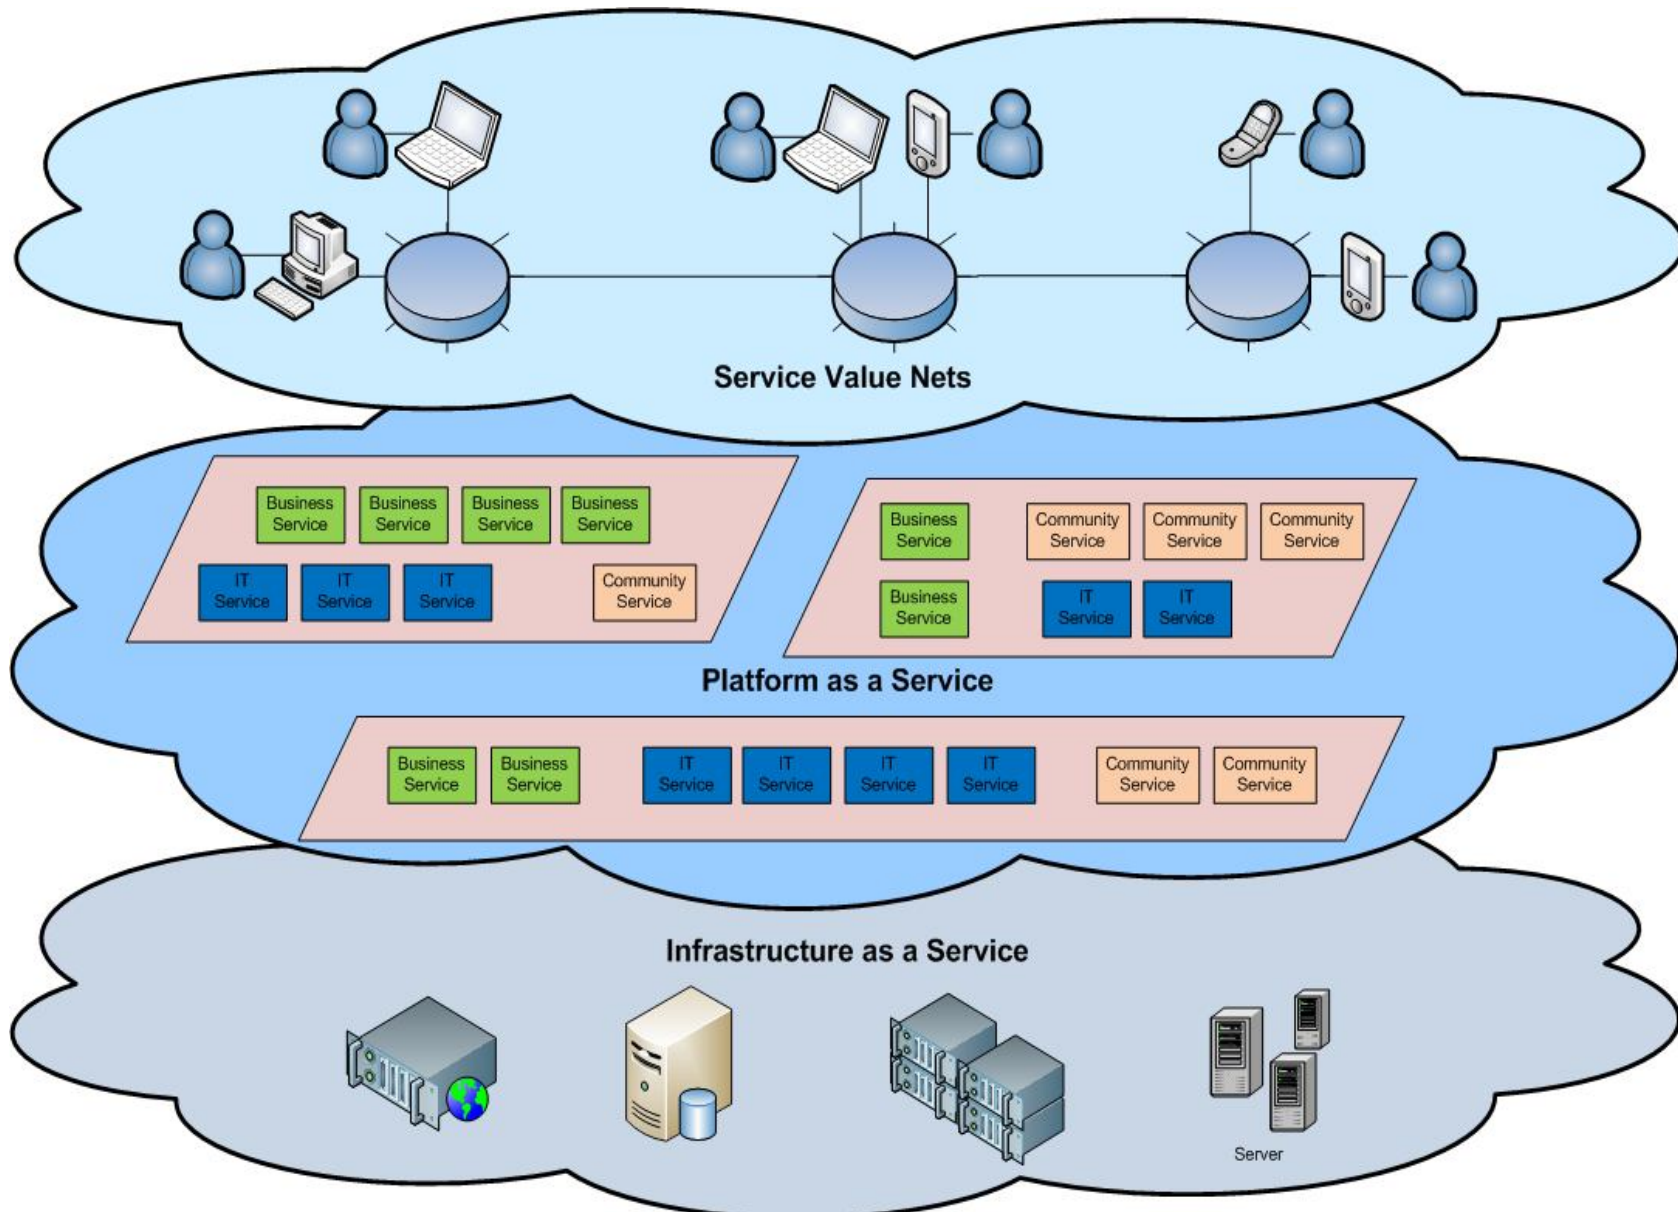 Service Value Nets
Business
Service
Business
Service
Business
Service
Business
Service
IT
Service
IT
Service
IT
Service
Community
Service
Business
Service
Community
Service
Community
Service
Community
Service
Business
Service
IT
Service
IT
Service
Platform as a Service
Business
Service
Business
Service
IT
Service
IT
Service
IT
Service
IT
Service
Community
Service
Community
Service
Infrastructure as a Service
Server